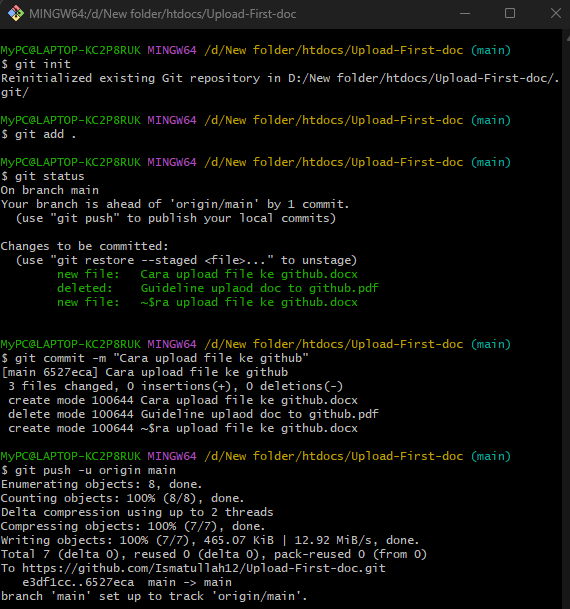 MINGW64:/d/New folder/htdocs/Upload-First-doc
MyPC@LAPTOP-KC2P8RUK MINGW64 /d/New folder/htdocs/Upload-First-doc (main)
$ git init
Reinitialized existing Git repository in D:/New folder/htdocs/Upload-First-doc/.
git/
MyPC@LAPTOP-KC2P8RUK MINGW64 /d/New folder/htdocs/Upload-First-doc (main)
$ git add .
MyPC@LAPTOP-KC2P8RUK MINGW64 /d/New folder/htdocs/Upload-First-doc (main)
$ git status
On branch main
Your branch is ahead of 'origin/main' by 1 commit.
  (use "git push" to publish your local commits)
Changes to be committed:
  (use "git restore --staged <file>..." to unstage)
        new file:   Cara upload file ke github.docx
        deleted:    Guideline uplaod doc to github.pdf
        new file:   ~$ra upload file ke github.docx
MyPC@LAPTOP-KC2P8RUK MINGW64 /d/New folder/htdocs/Upload-First-doc (main)
$ git commit -m "Cara upload file ke github"
[main 6527eca] Cara upload file ke github
 3 files changed, 0 insertions(+), 0 deletions(-)
 create mode 100644 Cara upload file ke github.docx
 delete mode 100644 Guideline uplaod doc to github.pdf
 create mode 100644 ~$ra upload file ke github.docx
MyPC@LAPTOP-KC2P8RUK MINGW64 /d/New folder/htdocs/Upload-First-doc (main)
$ git push -u origin main
Enumerating objects: 8, done.
Counting objects: 100% (8/8), done.
Delta compression using up to 2 threads
Compressing objects: 100% (7/7), done.
Writing objects: 100% (7/7), 465.07 KiB | 12.92 MiB/s, done.
Total 7 (delta 0), reused 0 (delta 0), pack-reused 0 (from 0)
To https://github.com/Ismatullah12/Upload-First-doc.git
   e3df1cc..6527eca  main -> main
branch 'main' set up to track 'origin/main'.